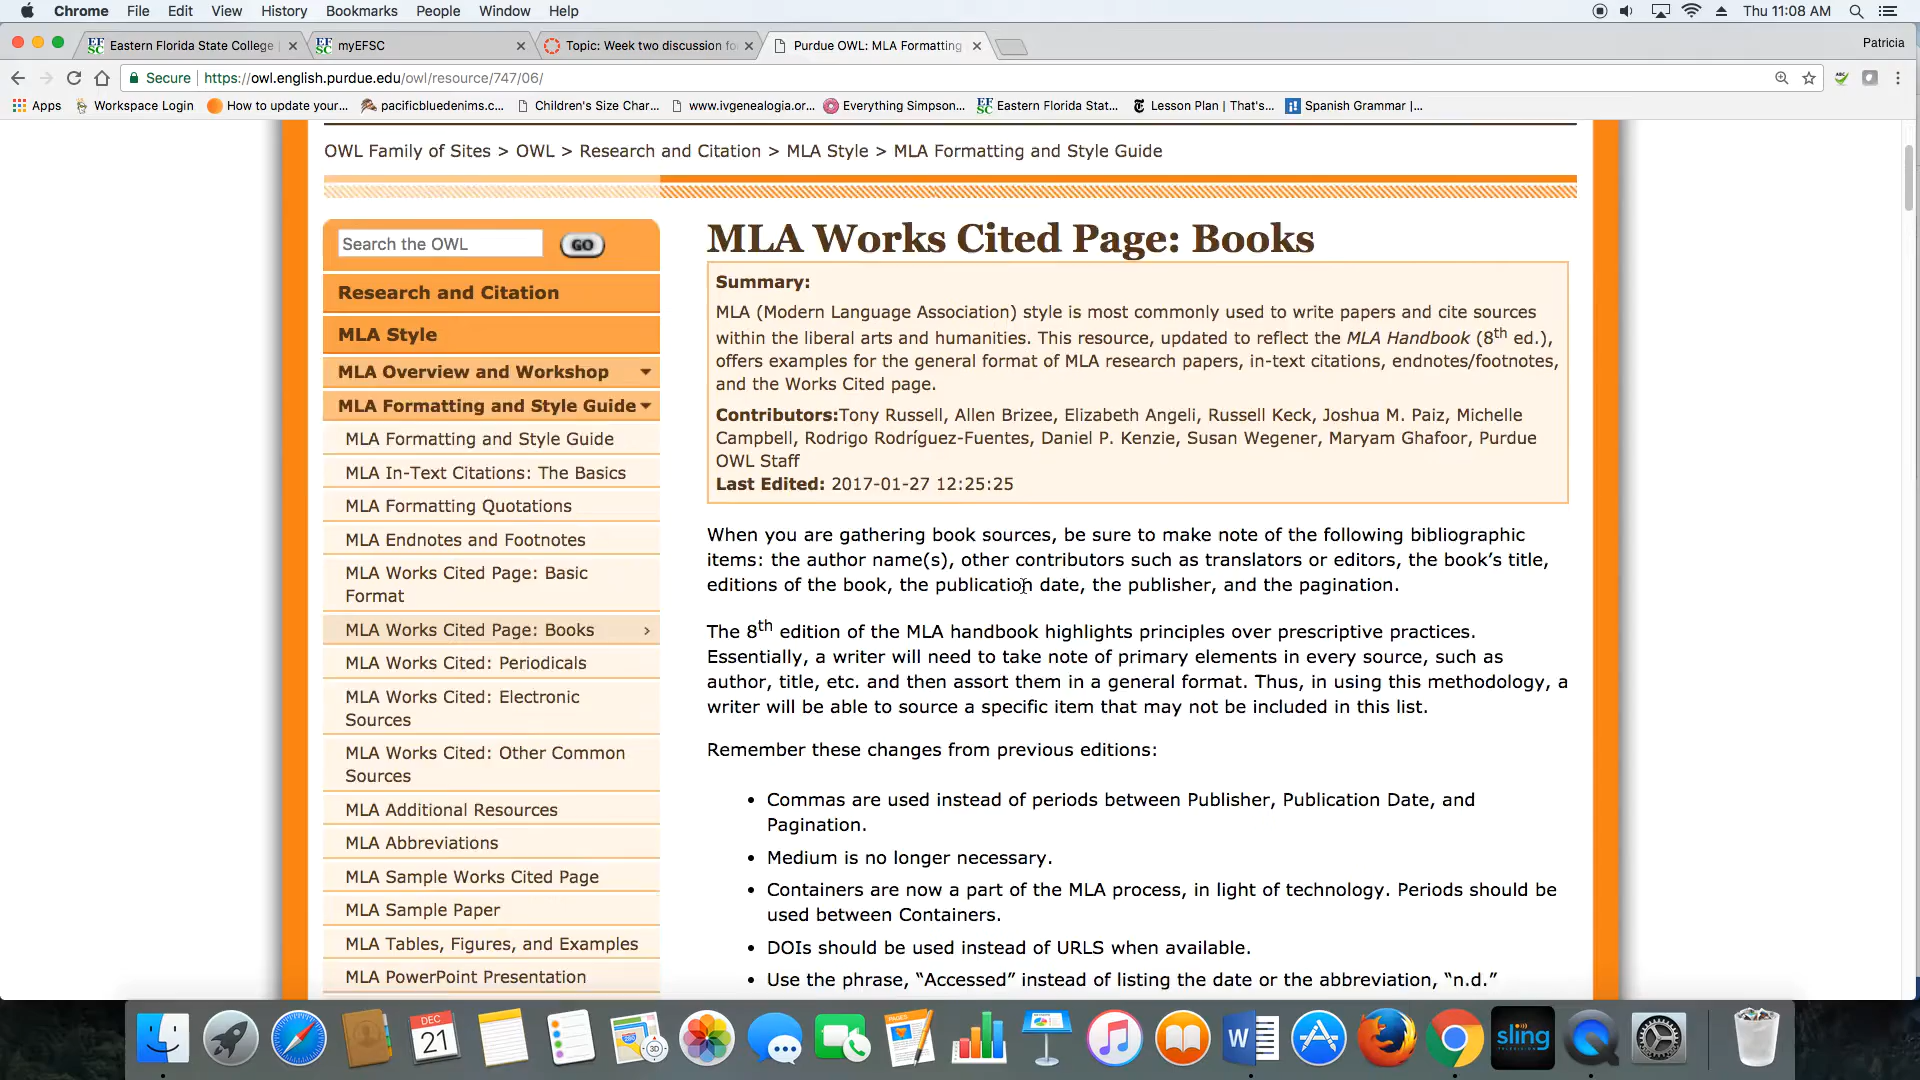 Chrome File Edit View History Bookmarks People Window Help Thu 11:08 AM
Eastern Florida State College myEFSC Topic: Week two discussion fo Purdue OWL: MLA Formatting Patricia
Secure https://owl.english.purdue.edu/owl/resource/747/06/
Apps Workspace Login How to update your... pacificbluedenims.c... Children's Size Char... www.ivgenealogia.or... Everything Simpson... Eastern Florida Stat... Lesson Plan | That's... Spanish Grammar |...
OWL Family of Sites > OWL > Research and Citation > MLA Style > MLA Formatting and Style Guide
Search the OWL GO
Research and Citation
MLA Style
MLA Overview and Workshop
MLA Formatting and Style Guide
MLA Formatting and Style Guide
MLA In-Text Citations: The Basics
MLA Formatting Quotations
MLA Endnotes and Footnotes
MLA Works Cited Page: Basic
Format
MLA Works Cited Page: Books
MLA Works Cited: Periodicals
MLA Works Cited: Electronic
Sources
MLA Works Cited: Other Common
Sources
MLA Additional Resources
MLA Abbreviations
MLA Sample Works Cited Page
MLA Sample Paper
MLA Tables, Figures, and Examples
MLA PowerPoint Presentation
MLA Works Cited Page: Books
Summary:
MLA (Modern Language Association) style is most commonly used to write papers and cite sources
within the liberal arts and humanities. This resource, updated to reflect the MLA Handbook (8th ed.),
offers examples for the general format of MLA research papers, in-text citations, endnotes/footnotes,
and the Works Cited page.
Contributors:Tony Russell, Allen Brizee, Elizabeth Angeli, Russell Keck, Joshua M. Paiz, Michelle
Campbell, Rodrigo Rodríguez-Fuentes, Daniel P. Kenzie, Susan Wegener, Maryam Ghafoor, Purdue
OWL Staff
Last Edited: 2017-01-27 12:25:25
When you are gathering book sources, be sure to make note of the following bibliographic
items: the author name(s), other contributors such as translators or editors, the book’s title,
editions of the book, the publication date, the publisher, and the pagination.
The 8th edition of the MLA handbook highlights principles over prescriptive practices.
Essentially, a writer will need to take note of primary elements in every source, such as
author, title, etc. and then assort them in a general format. Thus, in using this methodology, a
writer will be able to source a specific item that may not be included in this list.
Remember these changes from previous editions:
• Commas are used instead of periods between Publisher, Publication Date, and
Pagination.
• Medium is no longer necessary.
• Containers are now a part of the MLA process, in light of technology. Periods should be
used between Containers.
• DOIs should be used instead of URLS when available.
• Use the phrase, “Accessed” instead of listing the date or the abbreviation, “n.d.”
DEC
21
sling